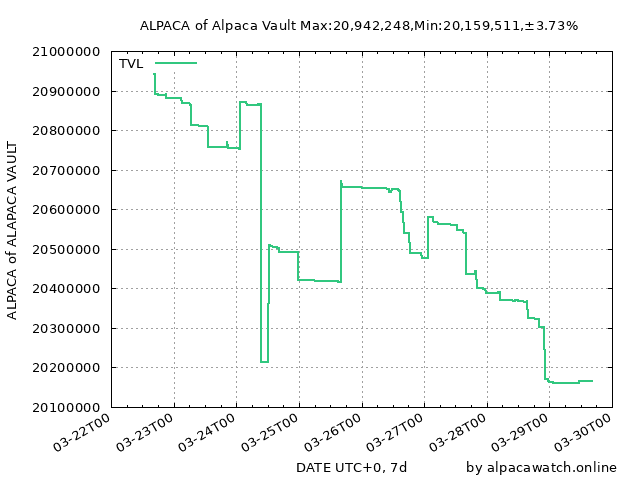 ALPACA of Alpaca Vault Max:20,942,248,Min:20,159,511,±3.73%
TVL
21000000
20900000
20800000
20700000
20600000
20500000
20400000
20300000
20200000
20100000
ALPACA of ALAPACA VAULT
03-22T00
03-23T00
03-24T00
03-25T00
03-26T00
03-27T00
03-28T00
03-29T00
03-30T00
DATE UTC+0, 7d
by alpacawatch.online